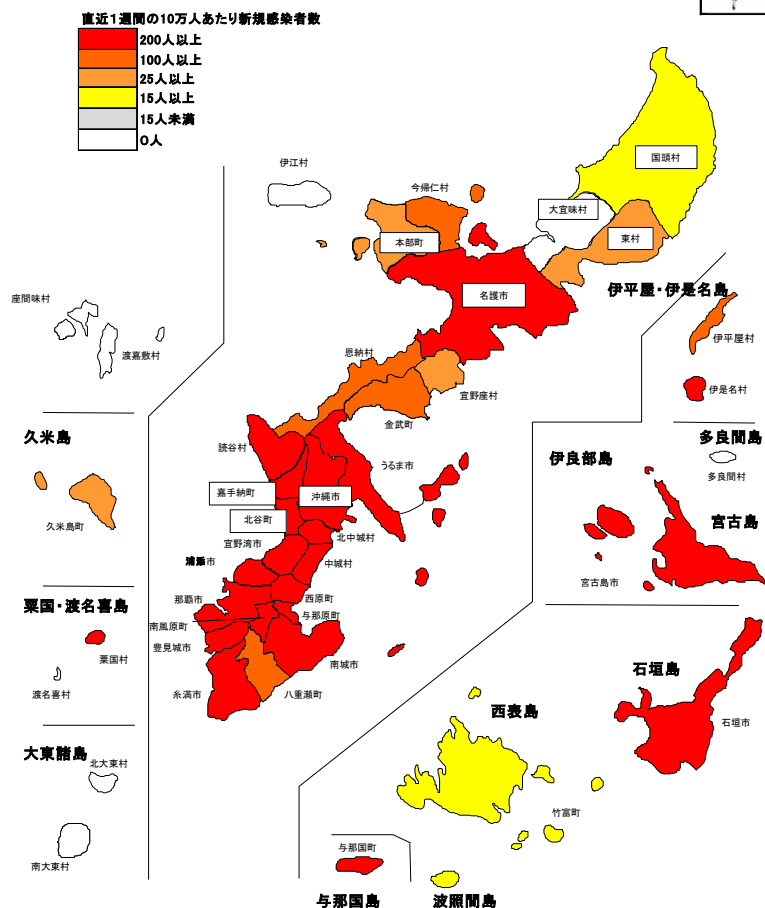 直近1週間の10万人あたり新規感染者数
200人以上
100人以上
25人以上
15人以上
15人未満
0人
伊江村
今帰仁村
国頭村
大宜味村
本部町
東村
名護市
伊平屋・伊是名島
伊平屋村
伊是名村
座間味村
渡嘉敷村
恩納村
宜野座村
金武町
久米島
久米島町
読谷村
うるま市
嘉手納町
沖縄市
北谷町
北中城村
宜野湾市
中城村
浦添市
那覇市
西原町
与那原町
南風原町
豊見城市
南城市
糸満市
八重瀬町
多良間島
多良間村
伊良部島
宮古島
宮古島市
粟国・渡名喜島
粟国村
渡名喜村
大東諸島
北大東村
南大東村
石垣島
石垣市
西表島
竹富町
与那国町
与那国島
波照間島